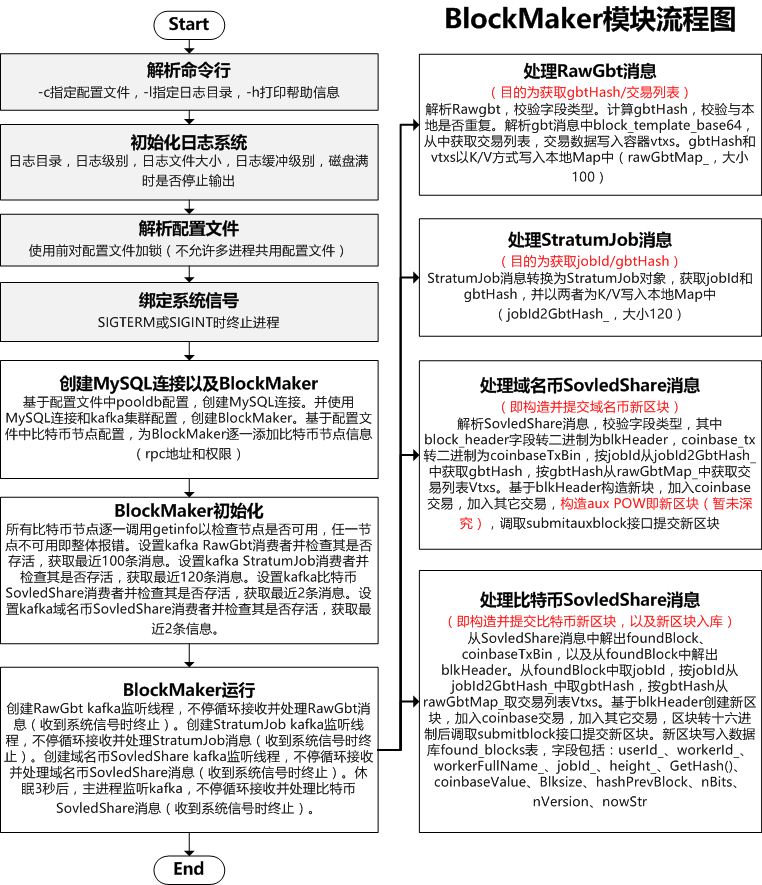 BlockMaker模块流程图
Start
解析命令行
-c指定配置文件，-l指定日志目录，-h打印帮助信息
初始化日志系统
日志目录，日志级别，日志文件大小，日志缓冲级别，磁盘满
时是否停止输出
解析配置文件
使用前对配置文件加锁（不允许多进程共用配置文件）
绑定系统信号
SIGTERM或SIGINT时终止进程
创建MySQL连接以及BlockMaker
基于配置文件中pooldb配置，创建MySQL连接。并使用
MySQL连接和kafka集群配置，创建BlockMaker。基于配置文
件中比特币节点配置，为BlockMaker逐一添加比特币节点信息
（rpc地址和权限）
BlockMaker初始化
所有比特币节点逐一调用getinfo以检查节点是否可用，任一节
点不可用即整体报错。设置kafka RawGbt消费者并检查其是否
存活，获取最近100条消息。设置kafka StratumJob消费者并
检查其是否存活，获取最近120条消息。设置kafka比特币
SovledShare消费者并检查其是否存活，获取最近2条消息。设
置kafka域名币SovledShare消费者并检查其是否存活，获取最
近2条信息。
BlockMaker运行
创建RawGbt kafka监听线程，不停循环接收并处理RawGbt消
息（收到系统信号时终止）。创建StratumJob kafka监听线
程，不停循环接收并处理StratumJob消息（收到系统信号时终
止）。创建域名币SovledShare kafka监听线程，不停循环接收
并处理域名币SovledShare消息（收到系统信号时终止）。休
眠3秒后，主进程监听kafka，不停循环接收并处理比特币
SovledShare消息（收到系统信号时终止）。
End
处理RawGbt消息
（目的为获取gbtHash/交易列表）
解析Rawgbt，校验字段类型。计算gbtHash，校验与本
地是否重复。解析gbt消息中block_template_base64，
从中获取交易列表，交易数据写入容器vtxs。gbtHash和
vtxs以K/V方式写入本地Map中（rawGbtMap_，大小
100）
处理StratumJob消息
（目的为获取jobId/gbtHash）
StratumJob消息转换为StratumJob对象，获取jobId和
gbtHash，并以两者为K/V写入本地Map中
（jobId2GbtHash_，大小120）
处理域名币SovledShare消息
（即构造并提交域名币新区块）
解析SovledShare消息，校验字段类型，其中
block_header字段转二进制为blkHeader，coinbase_tx
转二进制为coinbaseTxBin，按jobId从jobId2GbtHash_
中获取gbtHash，按gbtHash从rawGbtMap_中获取交
易列表Vtxs。基于blkHeader构造新块，加入coinbase
交易，加入其它交易，构造aux POW即新区块（暂未深
究），调取submitauxblock接口提交新区块
处理比特币SovledShare消息
（即构造并提交比特币新区块，以及新区块入库）
从SovledShare消息中解出foundBlock、
coinbaseTxBin，以及从foundBlock中解出
blkHeader。从foundBlock中取jobId，按jobId从
jobId2GbtHash_中取gbtHash，按gbtHash从
rawGbtMap_取交易列表Vtxs。基于blkHeader创建新区
块，加入coinbase交易，加入其它交易，区块转十六进
制后调取submitblock接口提交新区块。新区块写入数据
库found_blocks表，字段包括：userId_、workerId_、
workerFullName_、jobId_、height_、GetHash()、
coinbaseValue、Blksize、hashPrevBlock、nBits、
nVersion、nowStr